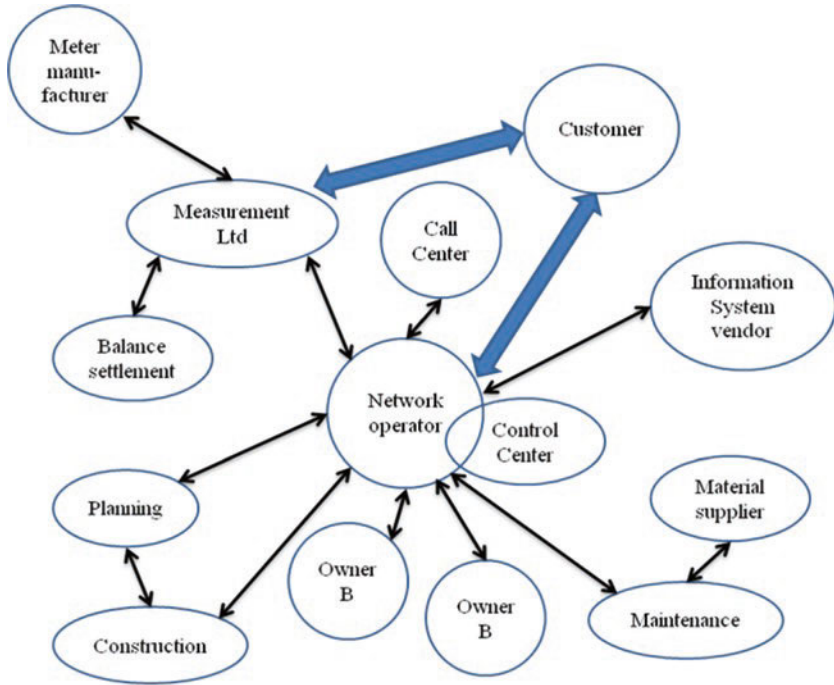 Meter
manu-
facturer
Customer
Measurement
Ltd
Call
Center
Information
System
vendor
Balance
settlement
Network
operator
Control
Center
Planning
Material
supplier
Owner
B
Owner
B
Construction
Maintenance